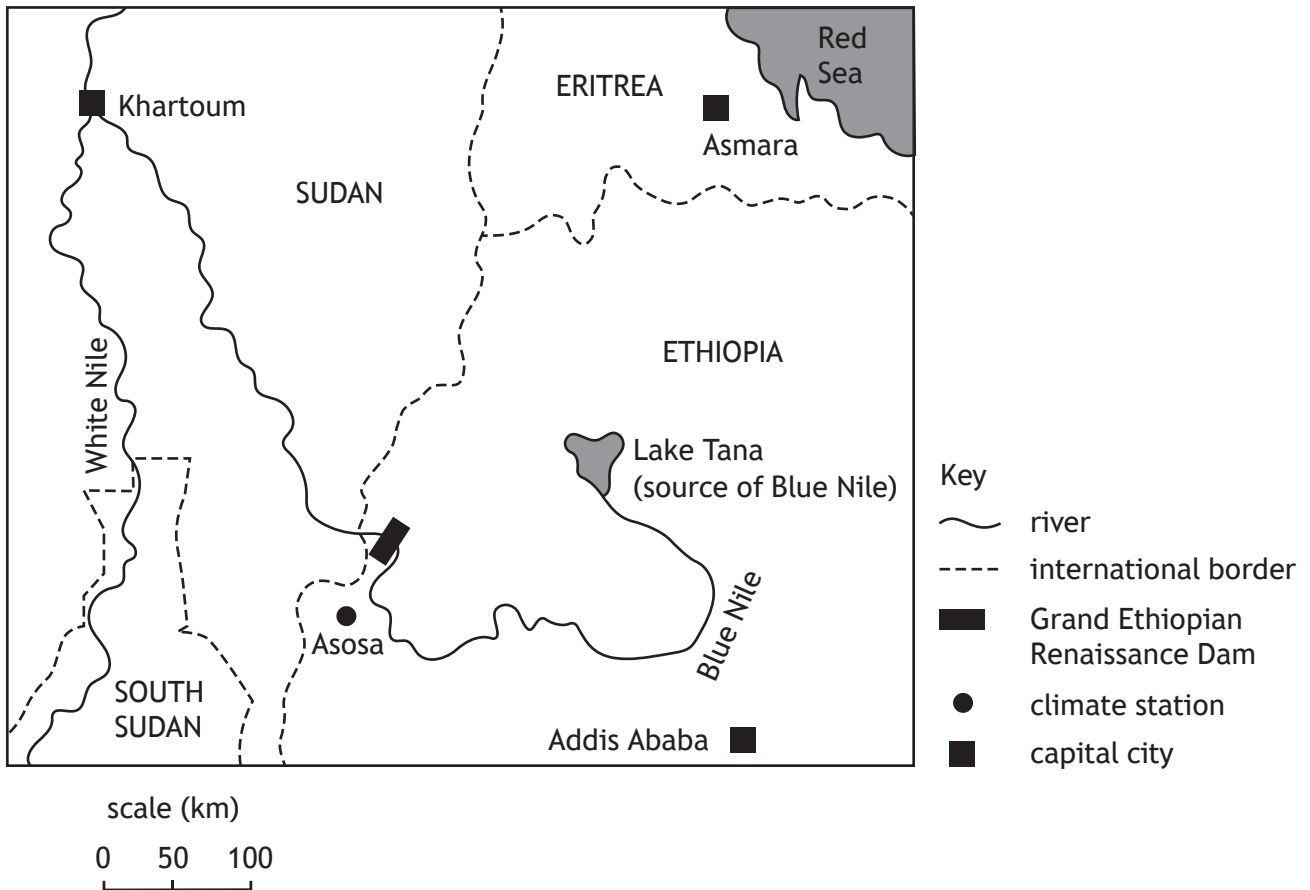 Red
Sea
ERITREA
Khartoum
Asmara
SUDAN
ETHIOPIA
White Nile
Lake Tana
(source of Blue Nile)
Blue Nile
Asosa
SOUTH
SUDAN
Addis Ababa
Key
river
international border
Grand Ethiopian
Renaissance Dam
climate station
capital city
scale (km)
0 50 100